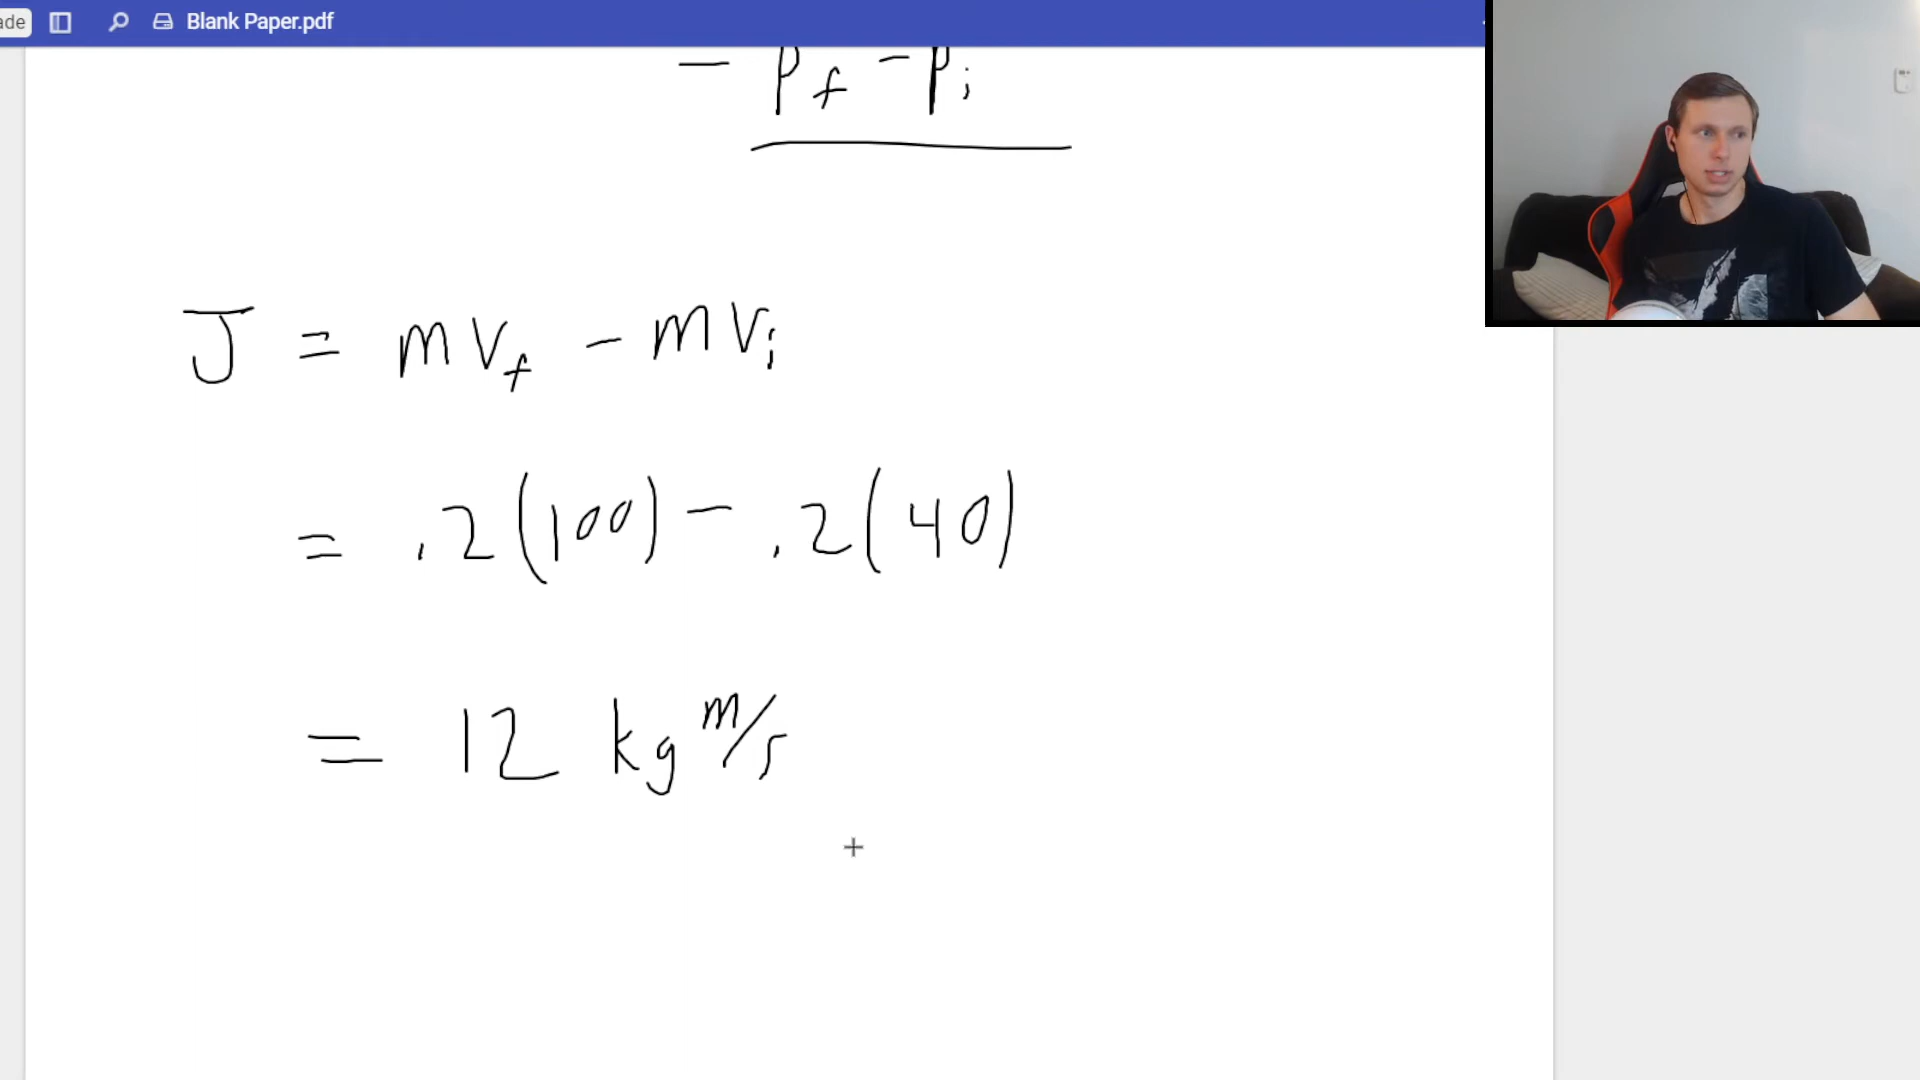 ade Blank Paper.pdf
- Pf - Pi
J = mVf - mVi
= .2(100) - .2(40)
= 12 kg m/s